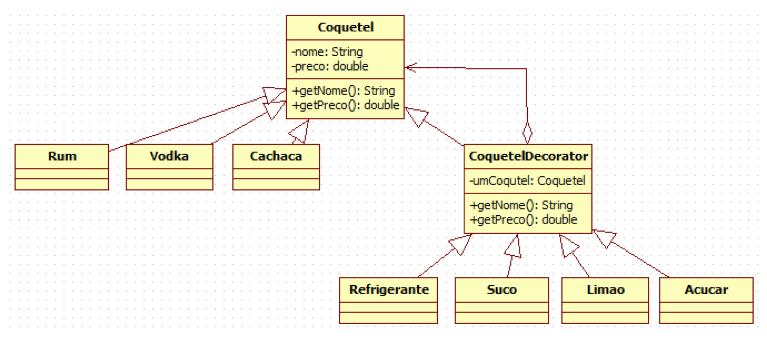 Coquetel
-nome: String
-preco: double
+getNome(): String
+getPreco(): double
Rum
Vodka
Cachaca
CoquetelDecorator
-umCoqutel: Coquetel
+getNome(): String
+getPreco(): double
Refrigerante
Suco
Limao
Acucar